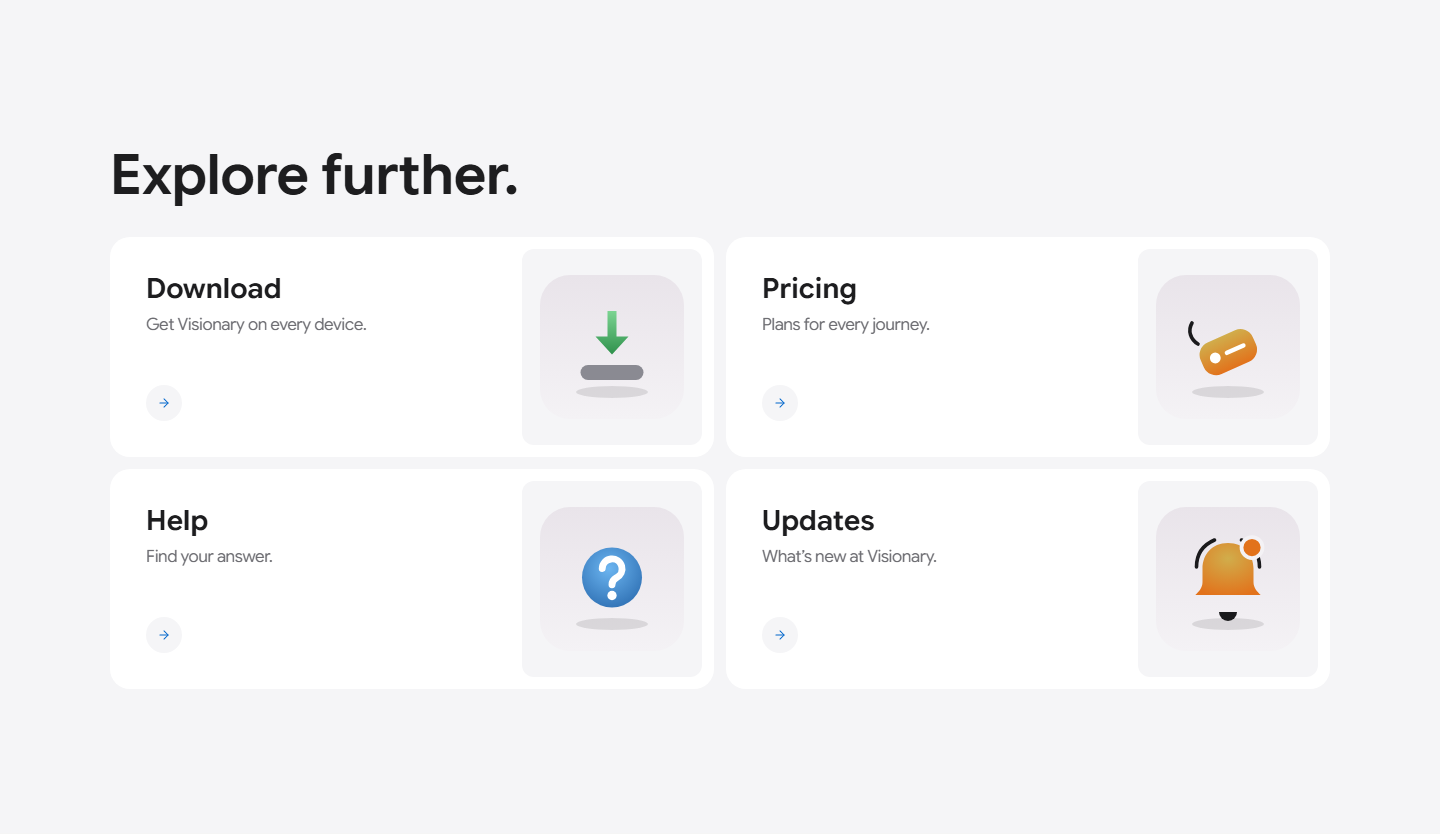 Explore further.
Download
Get Visionary on every device.
Pricing
Plans for every journey.
Help
Find your answer.
Updates
What’s new at Visionary.